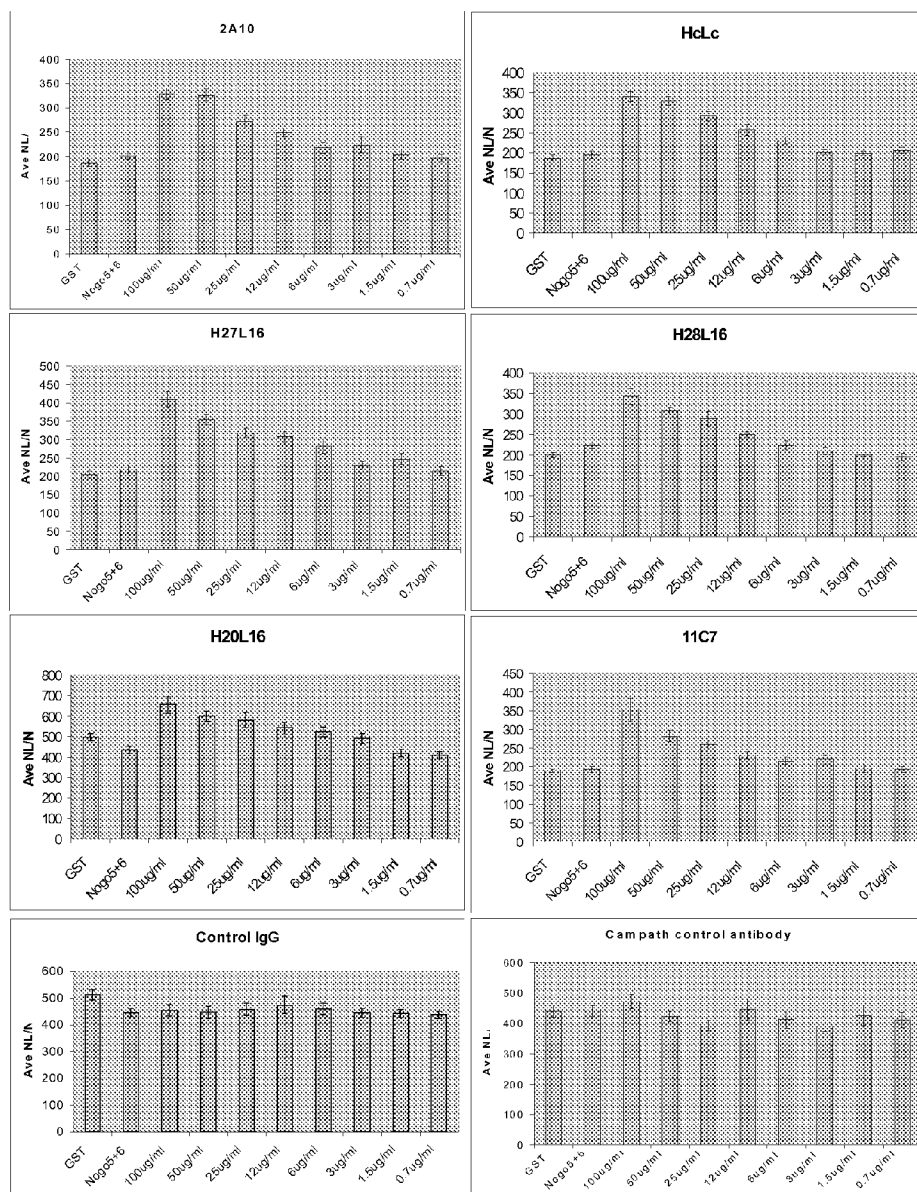 2A10
Ave NL/
400
350
300
250
200
150
100
50
0
GST
Nogo5+6
100ug/ml
50ug/ml
25ug/ml
12ug/ml
6ug/ml
3ug/ml
1.5ug/ml
0.7ug/ml
HcLc
Ave NL/N
400
350
300
250
200
150
100
50
0
GST
Nogo5+6
100ug/ml
50ug/ml
25ug/ml
12ug/ml
6ug/ml
3ug/ml
1.5ug/ml
0.7ug/ml
H27L16
Ave NL/N
500
450
400
350
300
250
200
150
100
50
0
GST
Nogo5+6
100ug/ml
50ug/ml
25ug/ml
12ug/ml
6ug/ml
3ug/ml
1.5ug/ml
0.7ug/ml
H28L16
Ave NL/N
400
350
300
250
200
150
100
50
0
GST
Nogo5+6
100ug/ml
50ug/ml
25ug/ml
12ug/ml
6ug/ml
3ug/ml
1.5ug/ml
0.7ug/ml
H20L16
Ave NL/N
800
700
600
500
400
300
200
100
0
GST
Nogo5+6
100ug/ml
50ug/ml
25ug/ml
12ug/ml
6ug/ml
3ug/ml
1.5ug/ml
0.7ug/ml
11C7
Ave NL/N
450
400
350
300
250
200
150
100
50
0
GST
Nogo5+6
100ug/ml
50ug/ml
25ug/ml
12ug/ml
6ug/ml
3ug/ml
1 5ug/ml
0.7ug/ml
Control IgG
Ave NL/N
600
500
400
300
200
100
0
GST
Nogo5+6
100ug/ml
50ug/ml
25ug/ml
12ug/ml
6ug/ml
3ug/ml
1.5ug/ml
0.7ug/ml
Campath control antibody
Ave NL.
600
500
400
300
200
100
0
GST
Nogo5+6
100ug/ml
50ug/ml
25ug/ml
12ug/ml
6ug/ml
3ug/ml
1.5ug/ml
0.7ug/ml